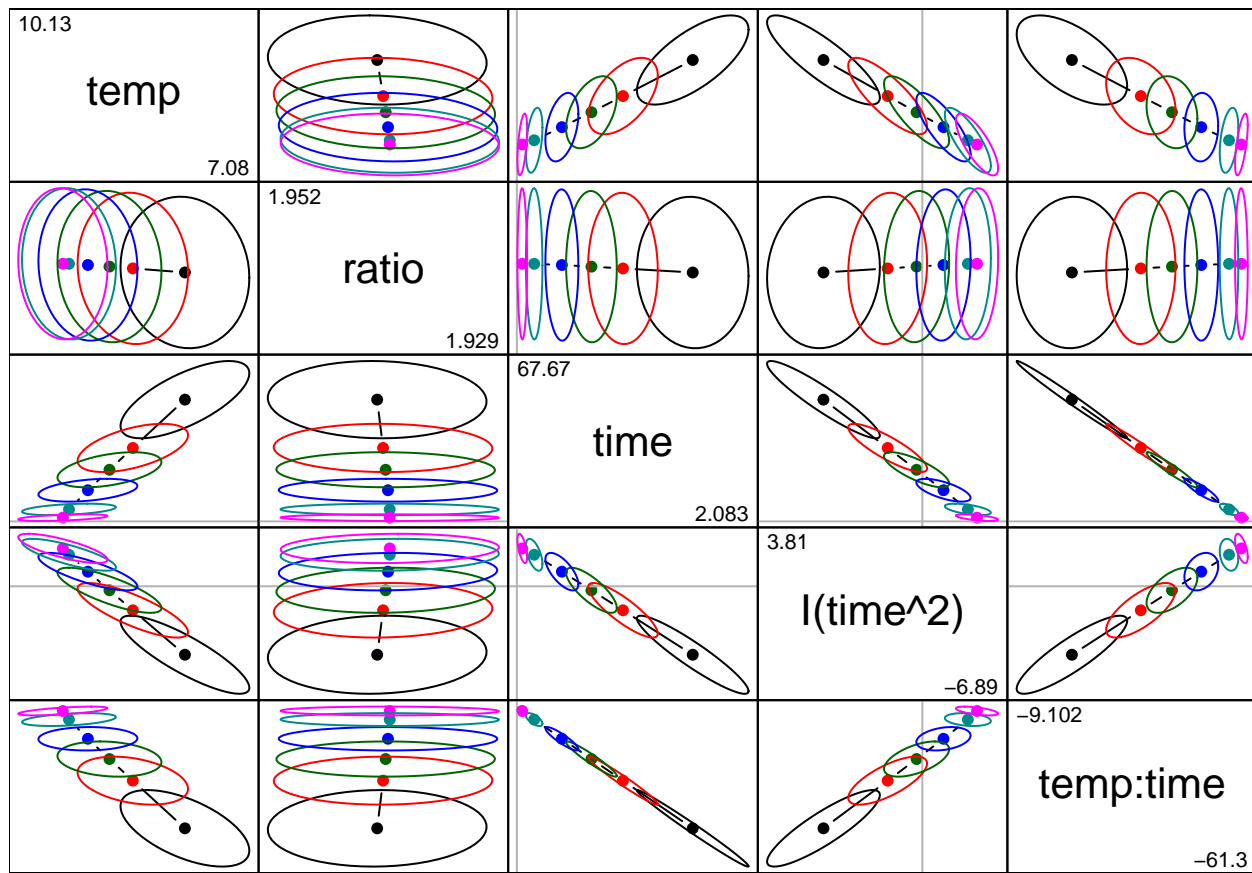 10.13
temp
7.08
1.952
ratio
1.929
67.67
time
2.083
3.81
I(time^2)
−6.89
−9.102
temp:time
−61.3